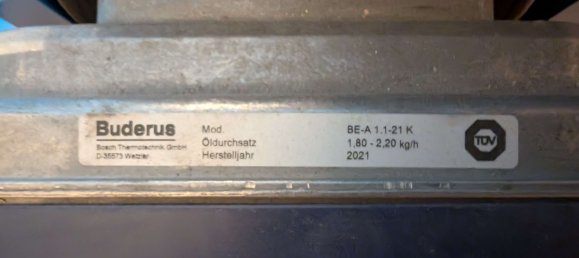 Buderus
Bosch Thermotechnik GmbH
D-35573 Wetzlar
Mod. BE-A 1.1-21 K
Öldurchsatz 1,80 - 2,20 kg/h
Herstelljahr 2021
TÜV